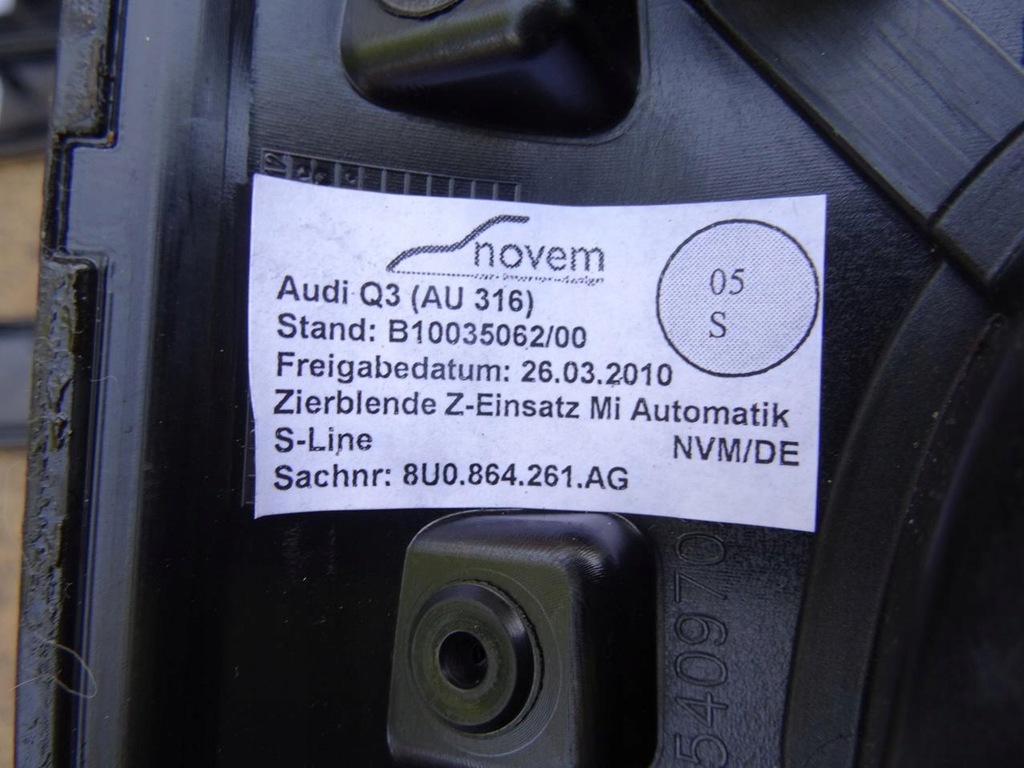 novem
Audi Q3 (AU 316)
Stand: B10035062/00
Freigabedatum: 26.03.2010
Zierblende Z-Einsatz Mi Automatik
S-Line NVM/DE
Sachnr: 8U0.864.261.AG
05
S
540970